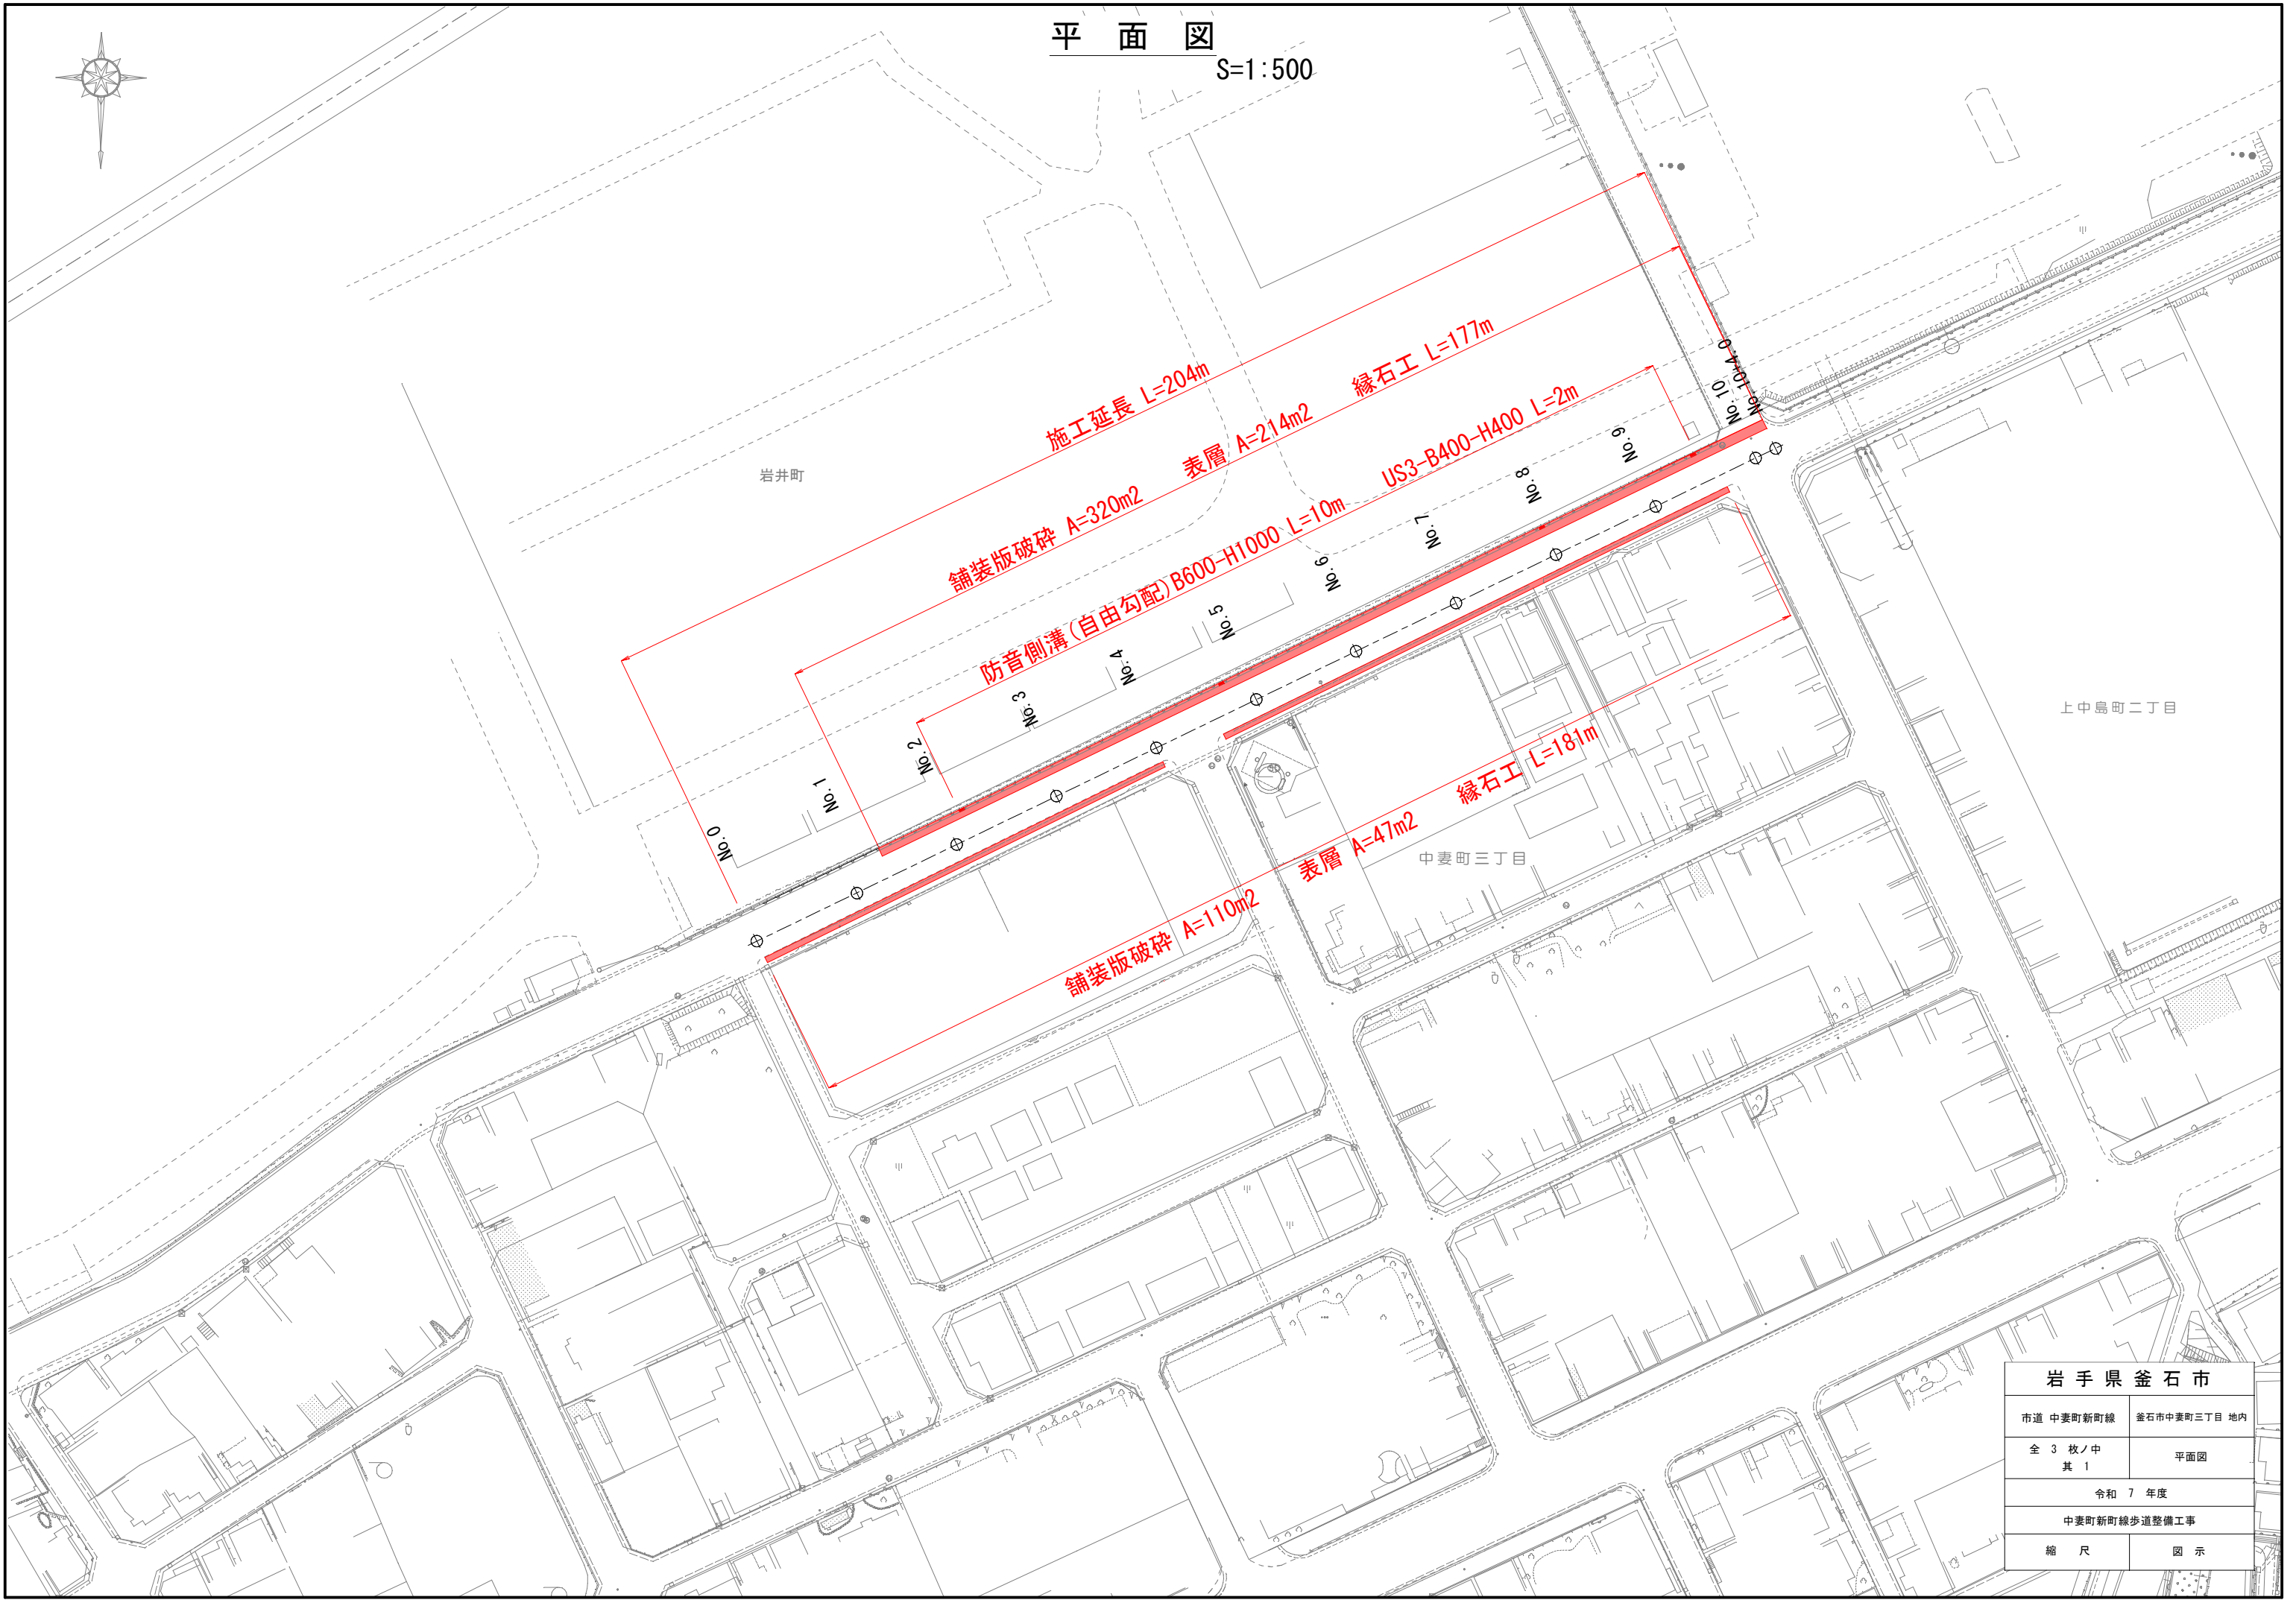 平面図
S=1:500
施工延長 L=204m
舗装版破砕 A=320m2 表層 A=214m2 縁石工 L=177m
防音側溝(自由勾配)B600-H1000 L=10m US3-B400-H400 L=2m
岩井町
No.0
No.1
No.2
No.3
No.4
No.5
No.6
No.7
No.8
No.9
No.10
No.10+4.0
舗装版破砕 A=110m2 表層 A=47m2 縁石工 L=181m
中妻町三丁目
上中島町二丁目
岩手県釜石市
市道 中妻町新町線 釜石市中妻町三丁目 地内
全 3 枚ノ中
其 1
平面図
令和 7 年度
中妻町新町線歩道整備工事
縮尺 図示